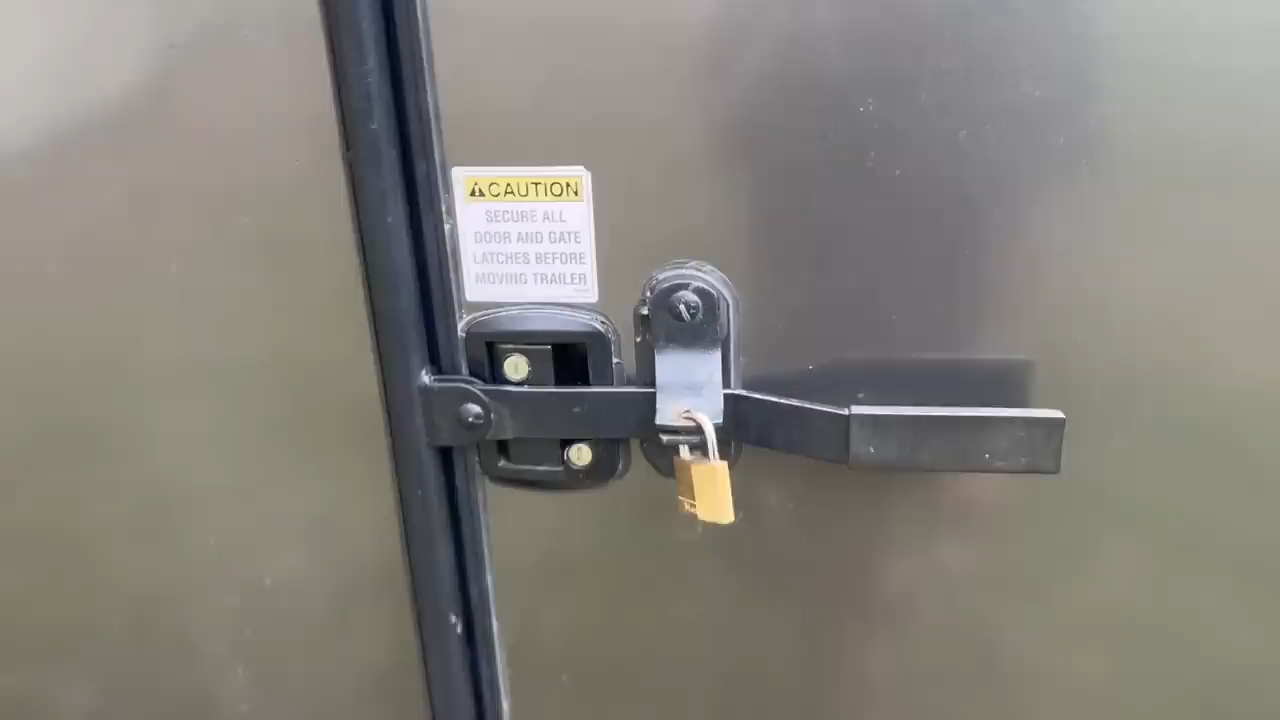 CAUTION
SECURE ALL
DOOR AND GATE
LATCHES BEFORE
MOVING TRAILER